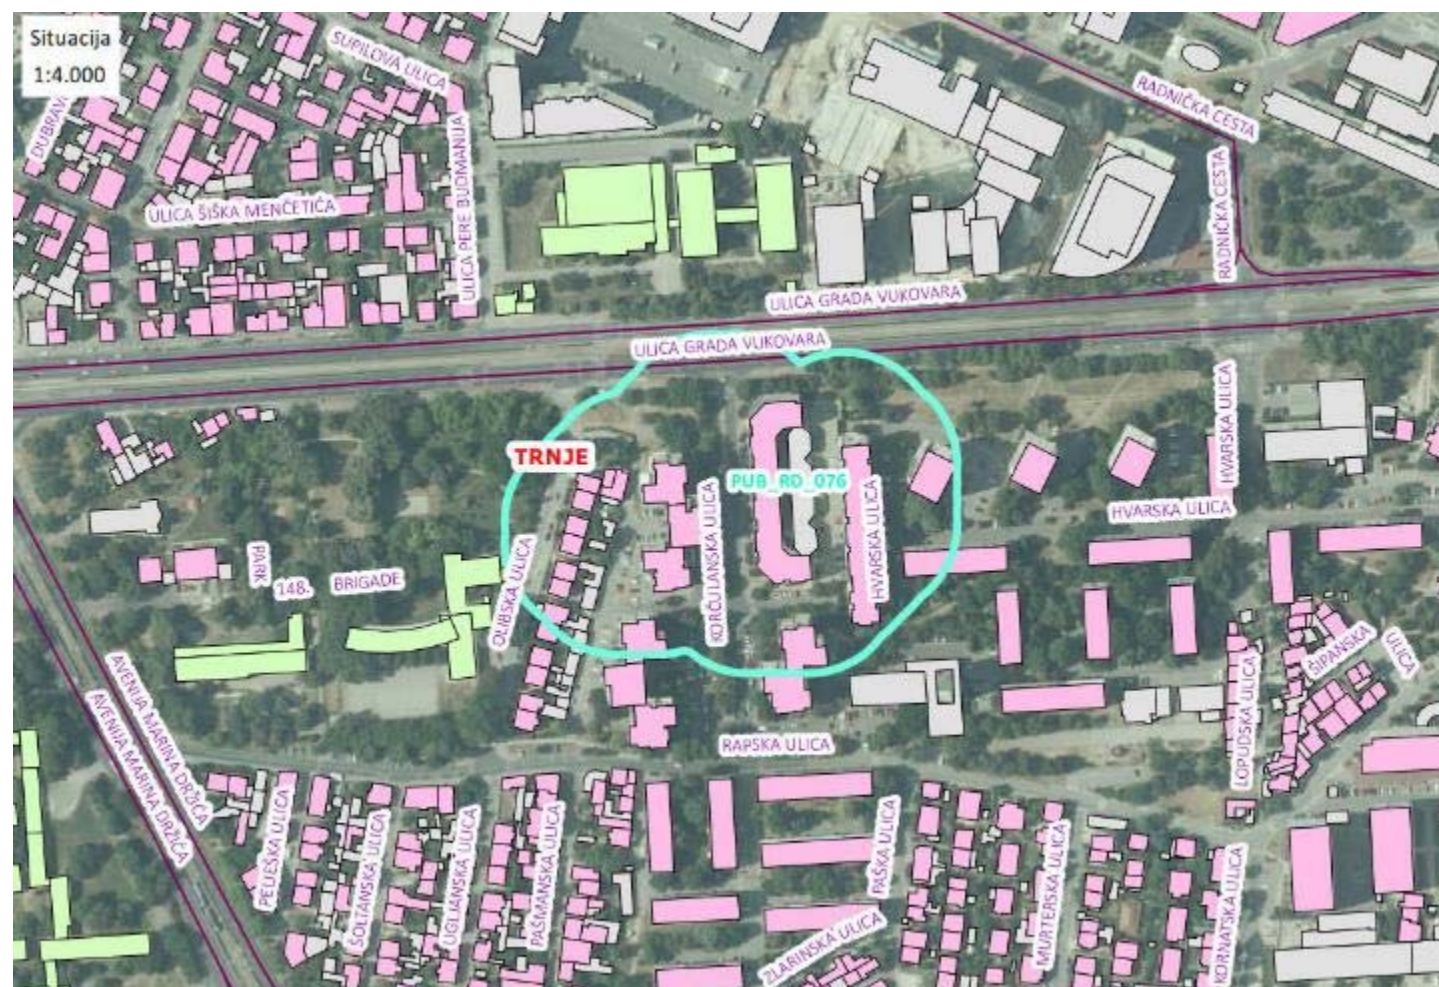 Situacija
1:4.000
SUPILOVA ULICA
RADNIČKA CESTA
ULICA PERE BUDMANIJA
ULICA ŠIŠKA MENČETIĆA
RADNIČKA CESTA
ULICA GRADA VUKOVARA
ULICA GRADA VUKOVARA
TRNJE
PUB_RD_076
HVARSKA ULICA
HVARSKA ULICA
HVARSKA ULICA
KORČULANSKA ULICA
OLIBSKA ULICA
PARK
148.
BRIGADE
AVENIJA MARINA DRŽIĆA
AVENIJA MARINA DRŽIĆA
ŠIPANSKA
ULICA
LOPUDSKA ULICA
RAPSKA ULICA
PELJEŠKA ULICA
ŠOLTANSKA ULICA
UGLJANSKA ULICA
PAŠMANSKA ULICA
PAŠKA ULICA
ZLARINSKA ULICA
MURTERSKA ULICA
KORNATSKA ULICA